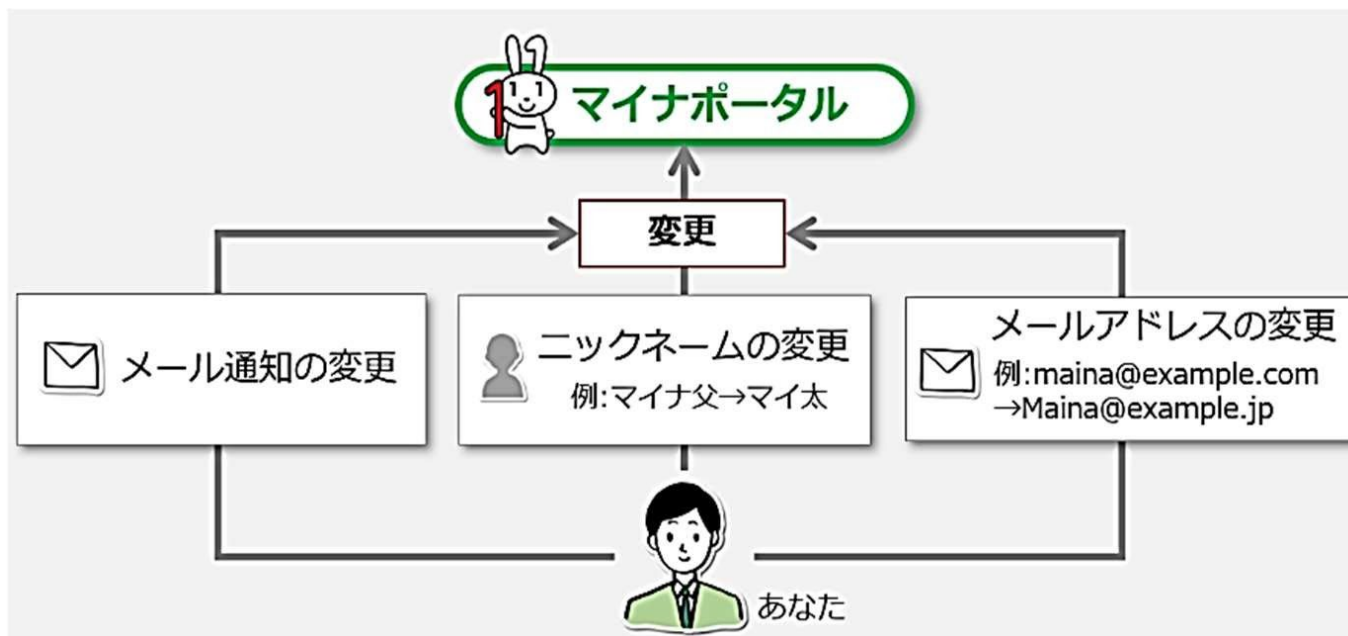 マイナポータル
変更
メール通知の変更
ニックネームの変更
例:マイナ父→マイ太
メールアドレスの変更
例:maina@example.com
→Maina@example.jp
あなた